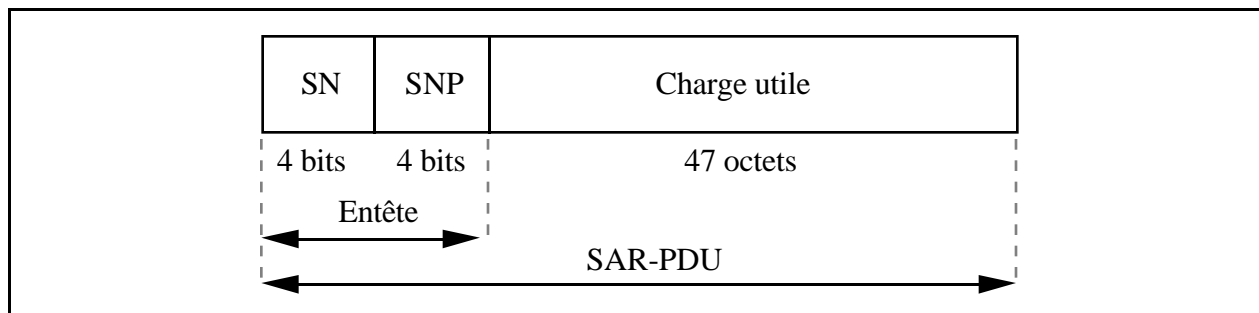 SN SNP Charge utile
4 bits 4 bits 47 octets
Entête
SAR-PDU